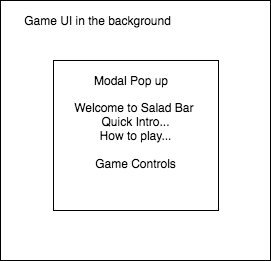 Game UI in the background
Modal Pop up
Welcome to Salad Bar
Quick Intro...
How to play...
Game Controls